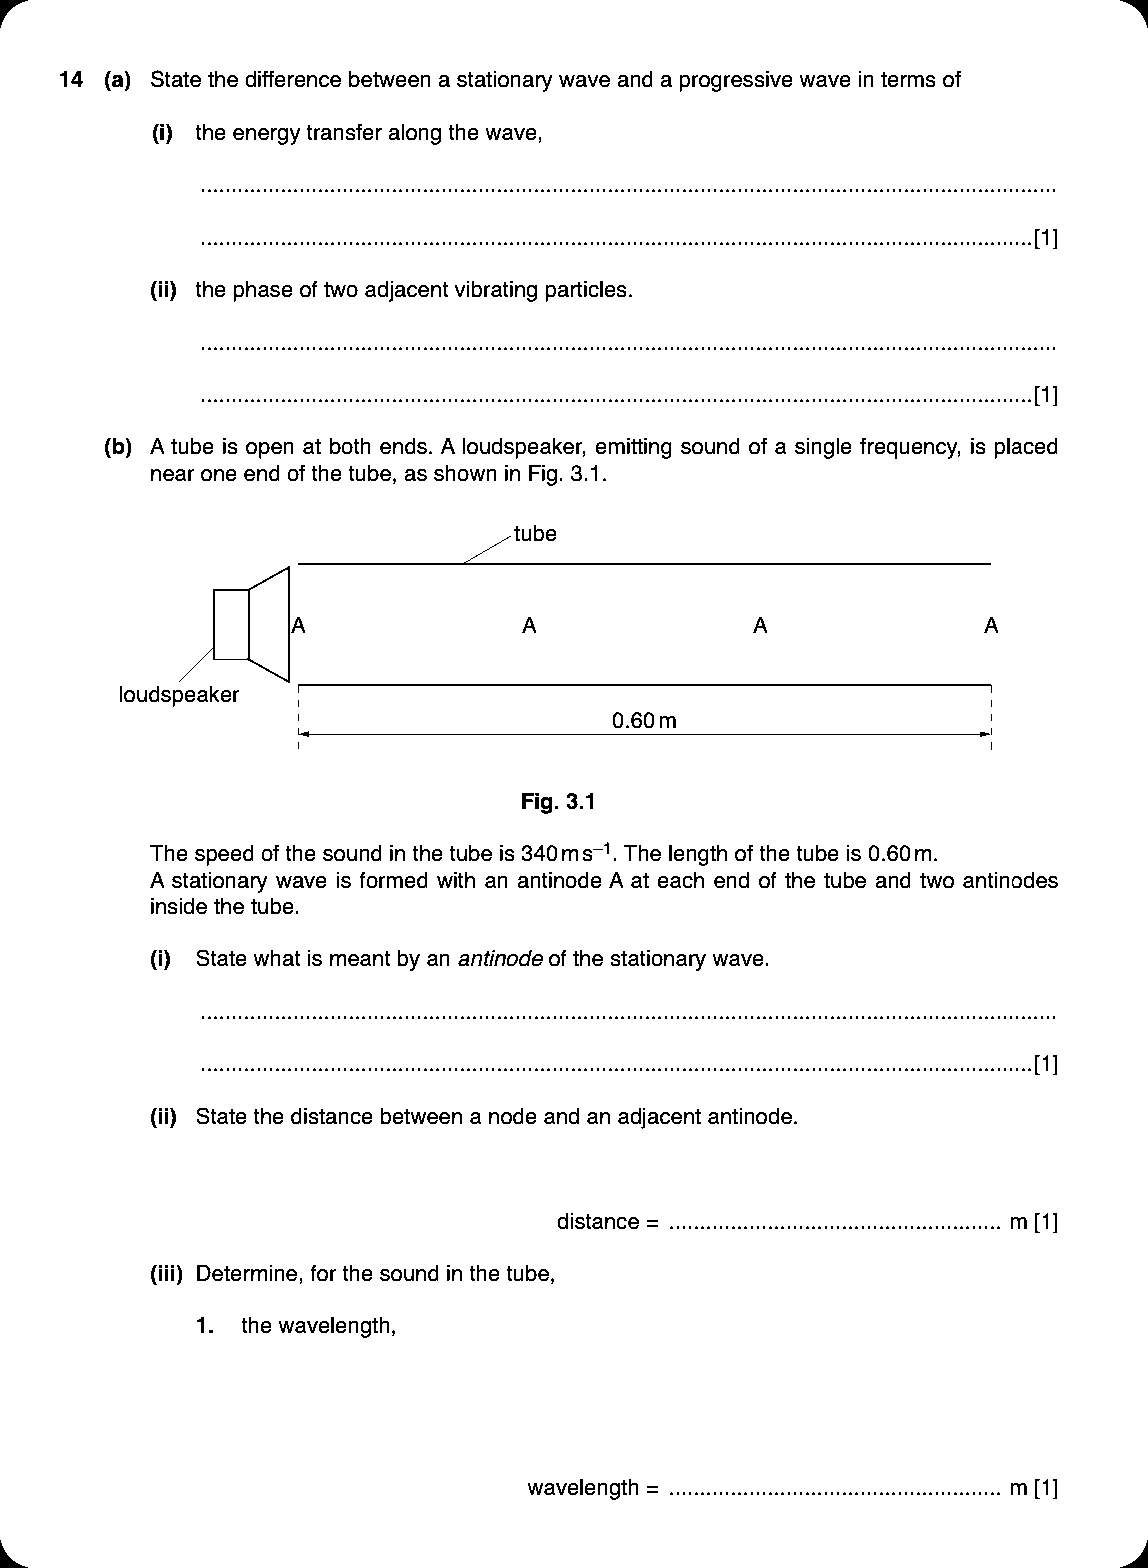 14 (a) State the difference between a stationary wave and a progressive wave in terms of
(i) the energy transfer along the wave,
..........................................................................................................................................
......................................................................................................................................[1]
(ii) the phase of two adjacent vibrating particles.
..........................................................................................................................................
......................................................................................................................................[1]
(b) A tube is open at both ends. A loudspeaker, emitting sound of a single frequency, is placed
near one end of the tube, as shown in Fig. 3.1.
tube
A A A A
loudspeaker
0.60 m
Fig. 3.1
The speed of the sound in the tube is 340 m s⁻¹. The length of the tube is 0.60 m.
A stationary wave is formed with an antinode A at each end of the tube and two antinodes
inside the tube.
(i) State what is meant by an antinode of the stationary wave.
..........................................................................................................................................
......................................................................................................................................[1]
(ii) State the distance between a node and an adjacent antinode.
distance = ...................................................... m [1]
(iii) Determine, for the sound in the tube,
1. the wavelength,
wavelength = ...................................................... m [1]